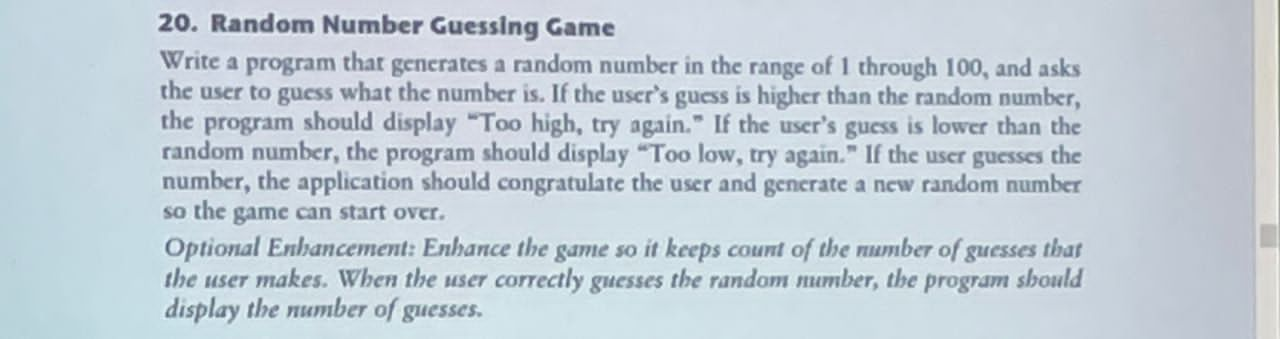 20. Random Number Guessing Game
Write a program that generates a random number in the range of 1 through 100, and asks
the user to guess what the number is. If the user's guess is higher than the random number,
the program should display "Too high, try again." If the user's guess is lower than the
random number, the program should display "Too low, try again." If the user guesses the
number, the application should congratulate the user and generate a new random number
so the game can start over.
Optional Enhancement: Enhance the game so it keeps count of the number of guesses that
the user makes. When the user correctly guesses the random number, the program should
display the number of guesses.